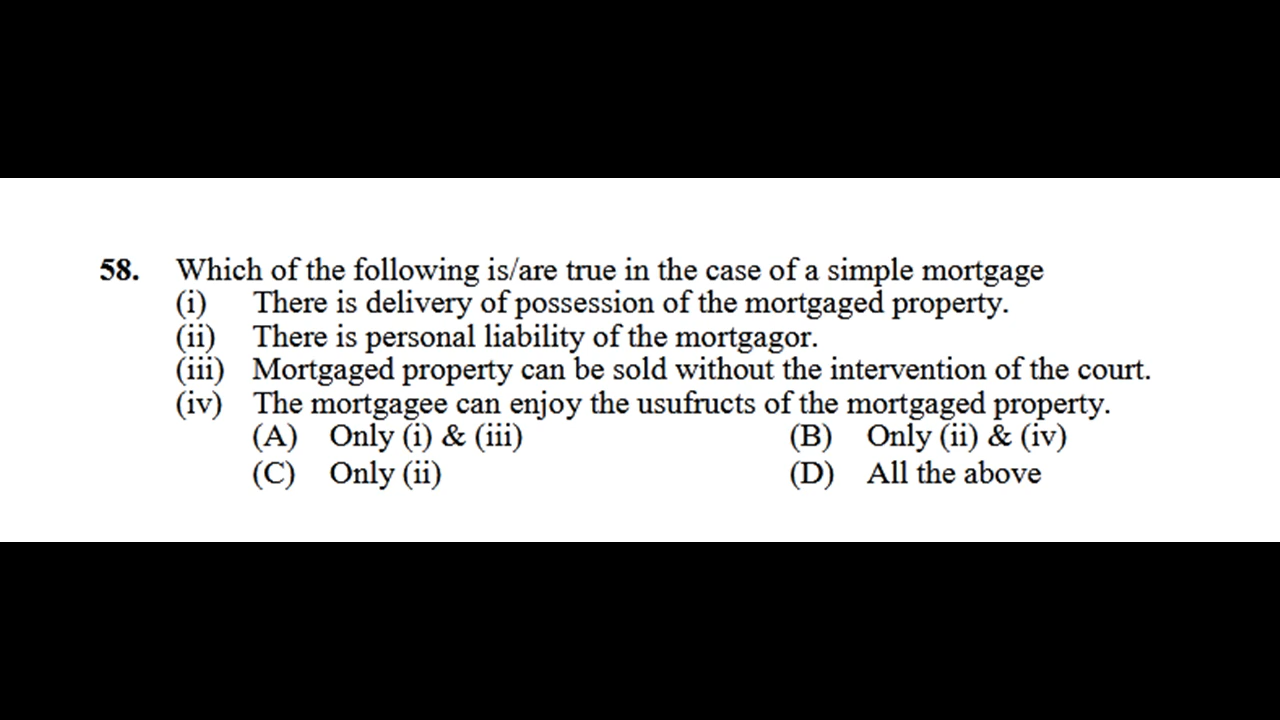 58. Which of the following is/are true in the case of a simple mortgage
(i) There is delivery of possession of the mortgaged property.
(ii) There is personal liability of the mortgagor.
(iii) Mortgaged property can be sold without the intervention of the court.
(iv) The mortgagee can enjoy the usufructs of the mortgaged property.
(A) Only (i) & (iii) (B) Only (ii) & (iv)
(C) Only (ii) (D) All the above